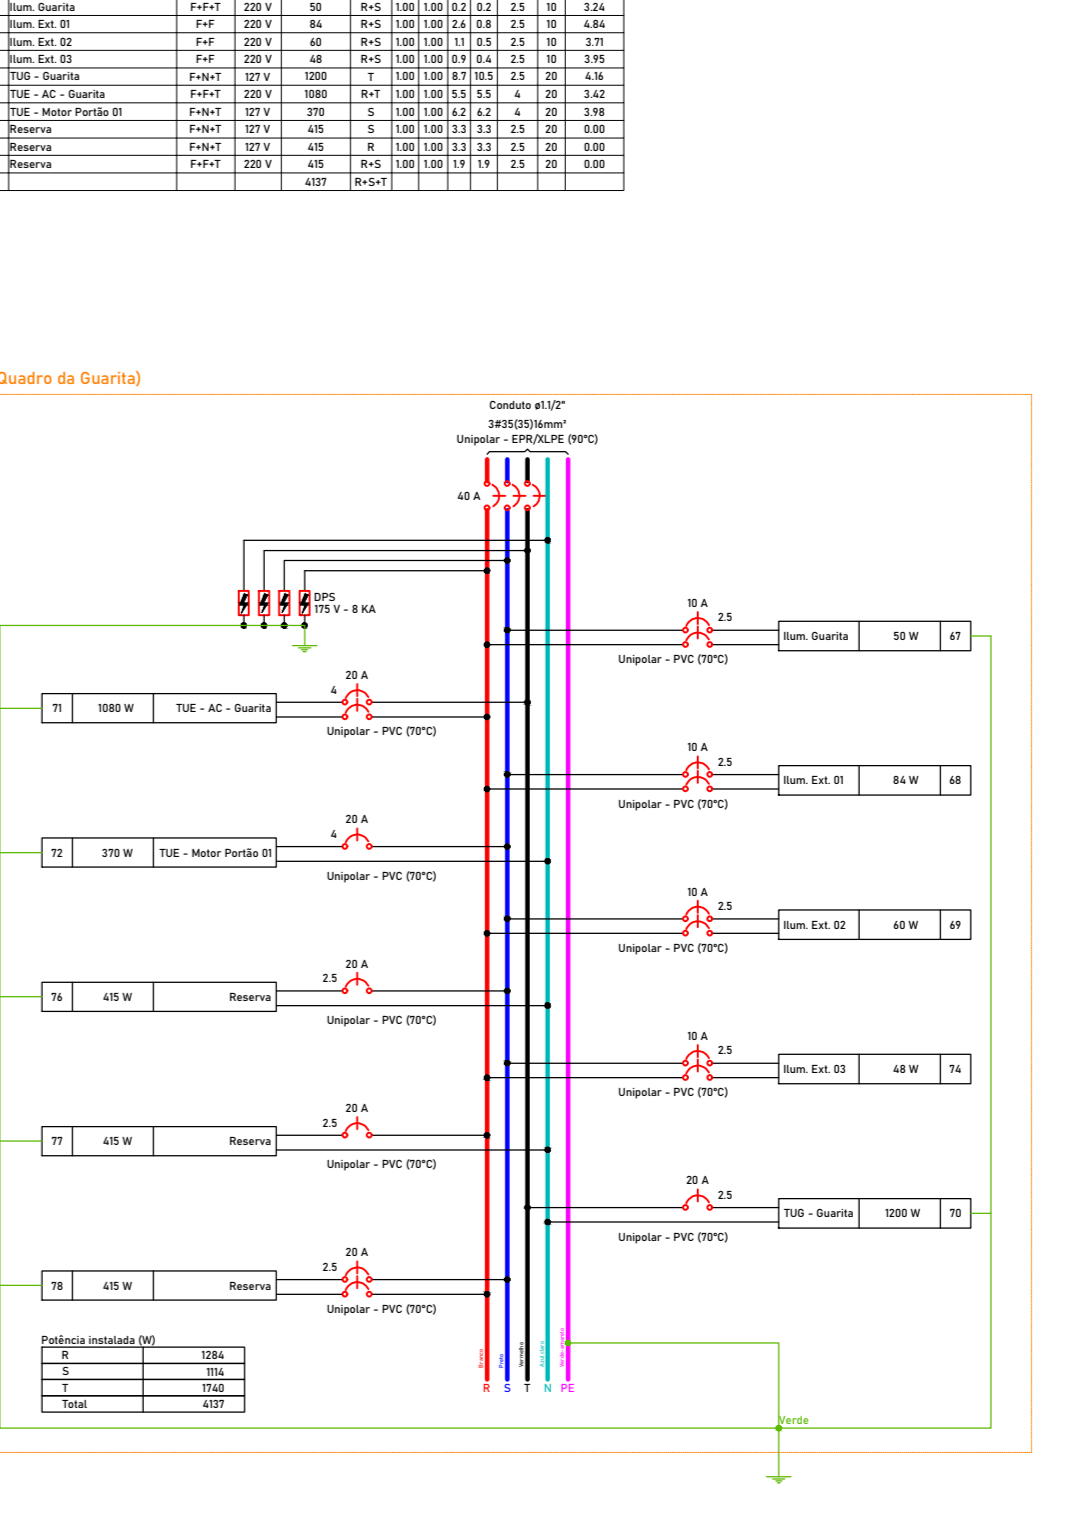 Ilum. Guarita F+F+T 220 V 50 R+S 1.00 1.00 0.2 0.2 2.5 10 3.24
Ilum. Ext. 01 F+F 220 V 84 R+S 1.00 1.00 2.6 0.8 2.5 10 4.84
Ilum. Ext. 02 F+F 220 V 60 R+S 1.00 1.00 1.1 0.5 2.5 10 3.71
Ilum. Ext. 03 F+F 220 V 48 R+S 1.00 1.00 0.9 0.4 2.5 10 3.95
TUG - Guarita F+N+T 127 V 1200 T 1.00 1.00 8.7 10.5 2.5 20 4.16
TUE - AC - Guarita F+F+T 220 V 1080 R+T 1.00 1.00 5.5 5.5 4 20 3.42
TUE - Motor Portão 01 F+N+T 127 V 370 S 1.00 1.00 6.2 6.2 4 20 3.98
Reserva F+N+T 127 V 415 S 1.00 1.00 3.3 3.3 2.5 20 0.00
Reserva F+N+T 127 V 415 R 1.00 1.00 3.3 3.3 2.5 20 0.00
Reserva F+F+T 220 V 415 R+S 1.00 1.00 1.9 1.9 2.5 20 0.00
4137 R+S+T
Quadro da Guarita)
Conduto ø1.1/2"
3#35(35)16mm²
Unipolar - EPR/XLPE (90°C)
40 A
DPS
175 V - 8 KA
10 A
2.5
Ilum. Guarita 50 W 67
Unipolar - PVC (70°C)
20 A
4
71 1080 W TUE - AC - Guarita
Unipolar - PVC (70°C)
10 A
2.5
Ilum. Ext. 01 84 W 68
Unipolar - PVC (70°C)
20 A
4
72 370 W TUE - Motor Portão 01
Unipolar - PVC (70°C)
10 A
2.5
Ilum. Ext. 02 60 W 69
Unipolar - PVC (70°C)
20 A
2.5
76 415 W Reserva
Unipolar - PVC (70°C)
10 A
2.5
Ilum. Ext. 03 48 W 74
Unipolar - PVC (70°C)
20 A
2.5
77 415 W Reserva
Unipolar - PVC (70°C)
20 A
2.5
TUG - Guarita 1200 W 70
Unipolar - PVC (70°C)
20 A
2.5
78 415 W Reserva
Unipolar - PVC (70°C)
Potência instalada (W)
R 1284
S 1114
T 1740
Total 4137
Branco
Preto
Vermelho
Azul claro
Verde-amarelo
R S T N PE
Verde